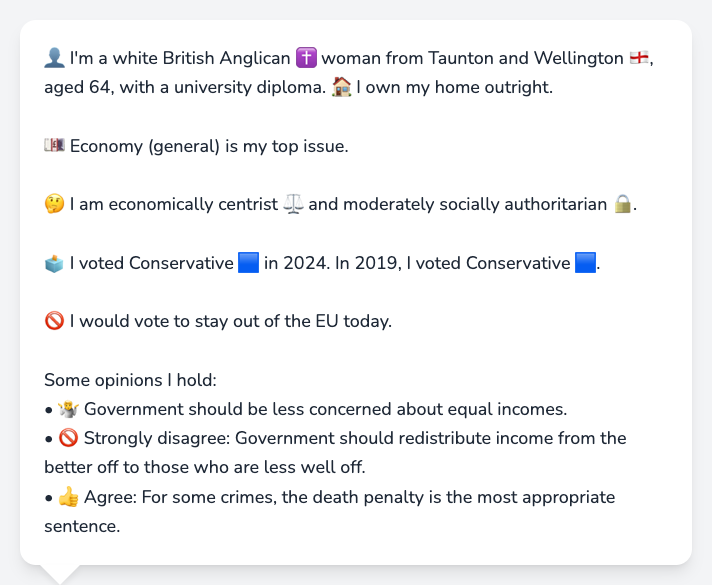 👤 I'm a white British Anglican ✝️ woman from Taunton and Wellington 🏴󠁧󠁢󠁥󠁮󠁧󠁿,
aged 64, with a university diploma. 🏠 I own my home outright.
💷 Economy (general) is my top issue.
🤔 I am economically centrist ⚖️ and moderately socially authoritarian 🔒.
🗳️ I voted Conservative 🟦 in 2024. In 2019, I voted Conservative 🟦.
🚫 I would vote to stay out of the EU today.
Some opinions I hold:
• 🤷 Government should be less concerned about equal incomes.
• 🚫 Strongly disagree: Government should redistribute income from the
better off to those who are less well off.
• 👍 Agree: For some crimes, the death penalty is the most appropriate
sentence.